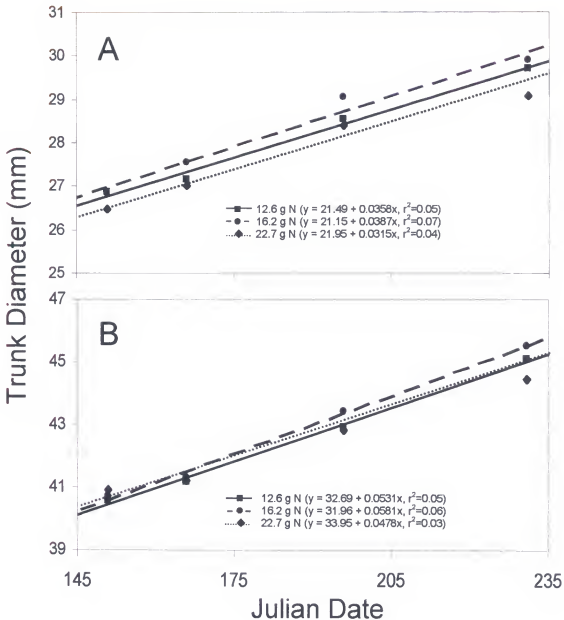 Trunk Diameter (mm)
31
30
29
28
27
26
25
A
12.6 g N (y = 21.49 + 0.0358x, r²=0.05)
16.2 g N (y = 21.15 + 0.0387x, r²=0.07)
22.7 g N (y = 21.95 + 0.0315x, r²=0.04)
47
45
43
41
39
B
12.6 g N (y = 32.69 + 0.0531x, r²=0.05)
16.2 g N (y = 31.96 + 0.0581x, r²=0.06)
22.7 g N (y = 33.95 + 0.0478x, r²=0.03)
145 175 205 235
Julian Date